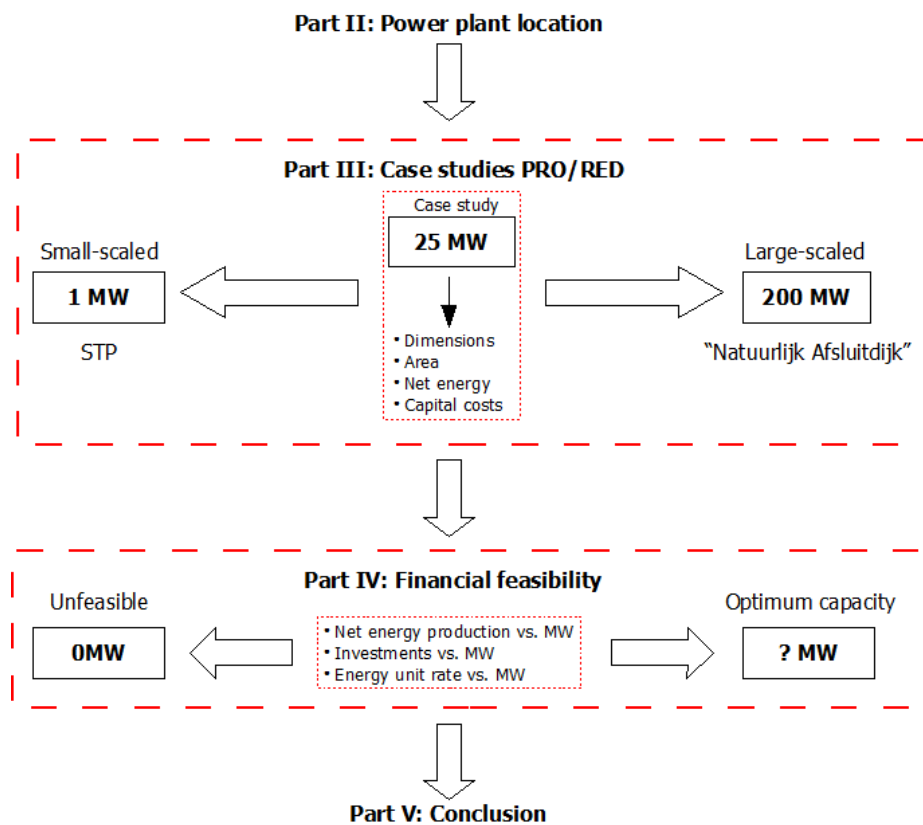 Part II: Power plant location
Part III: Case studies PRO/RED
Case study
25 MW
Small-scaled
1 MW
STP
Large-scaled
200 MW
"Natuurlijk Afsluitdijk"
• Dimensions
• Area
• Net energy
• Capital costs
Part IV: Financial feasibility
Unfeasible
0MW
• Net energy production vs. MW
• Investments vs. MW
• Energy unit rate vs. MW
Optimum capacity
? MW
Part V: Conclusion